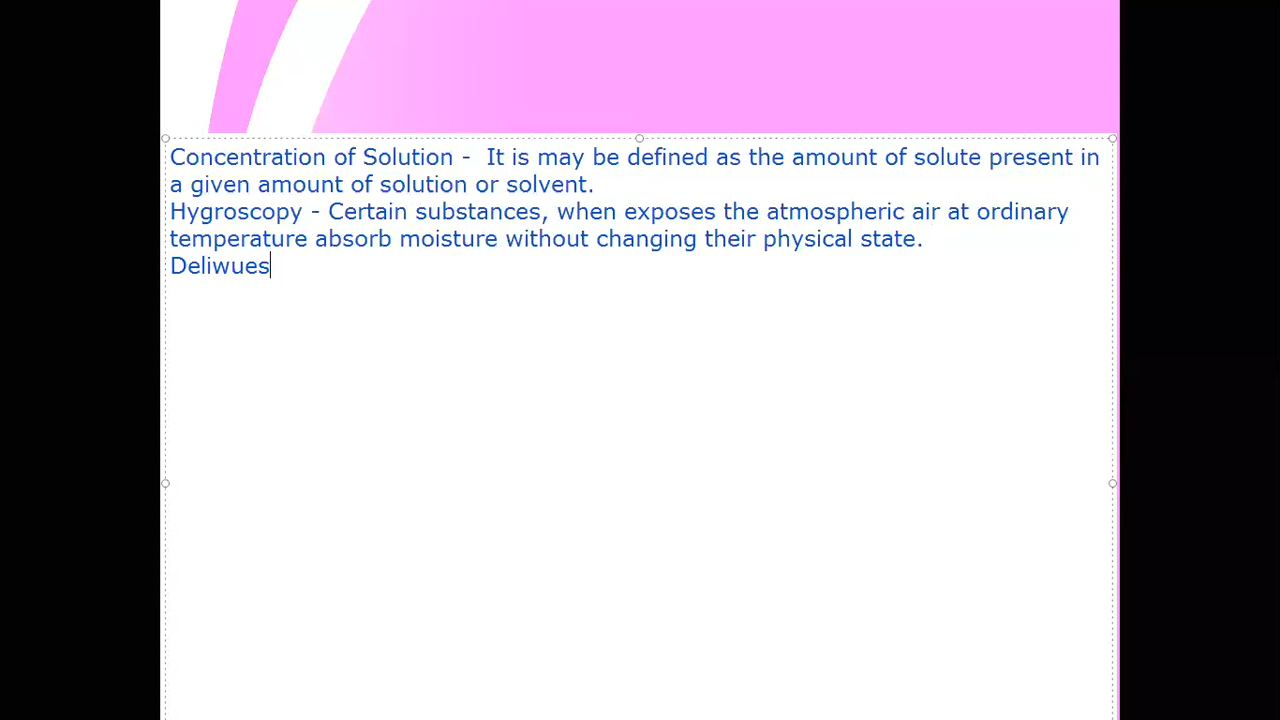 Concentration of Solution -  It is may be defined as the amount of solute present in
a given amount of solution or solvent.
Hygroscopy - Certain substances, when exposes the atmospheric air at ordinary
temperature absorb moisture without changing their physical state.
Deliwues